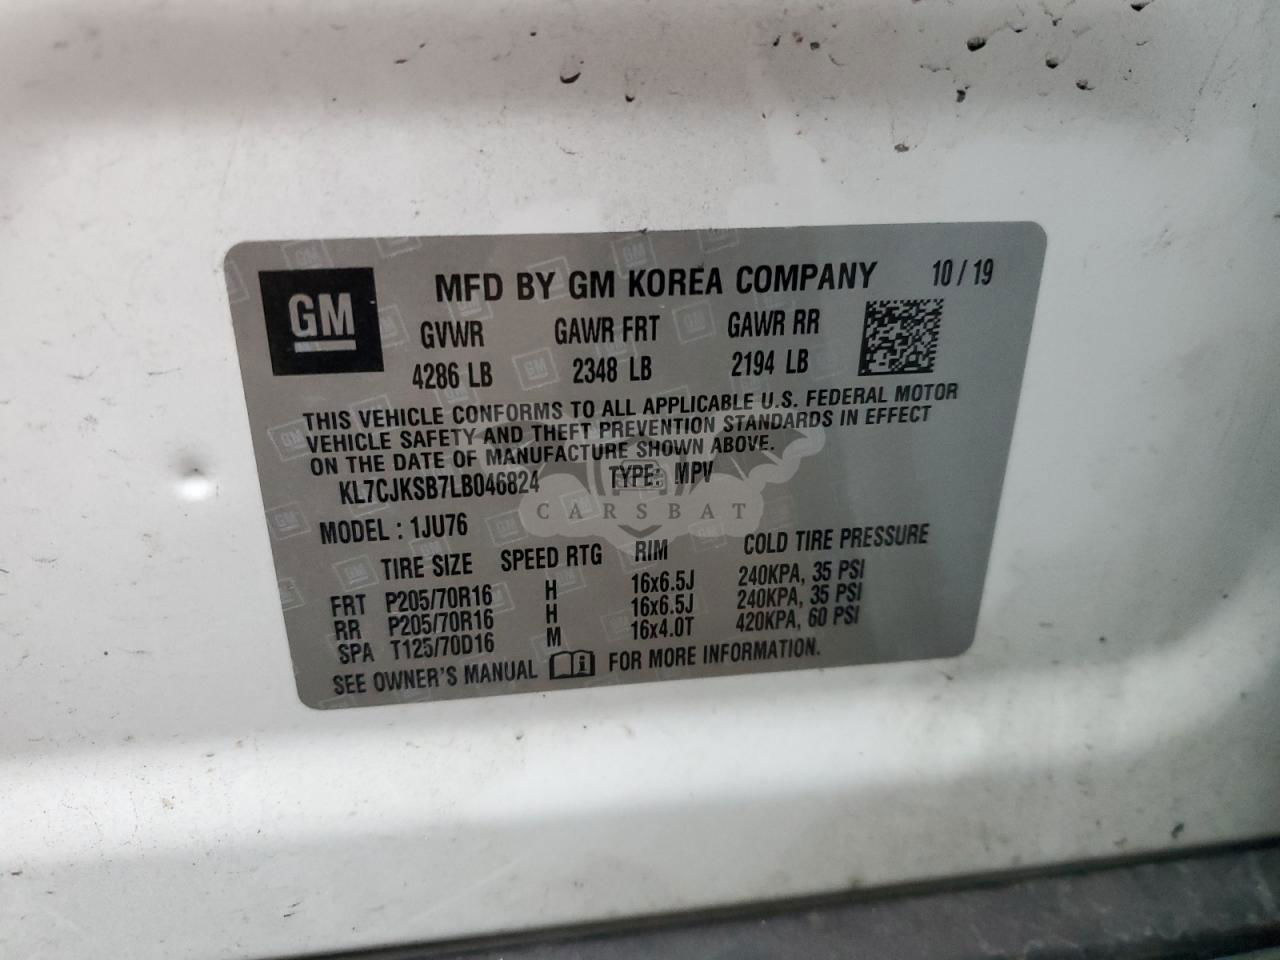 GM
MFD BY GM KOREA COMPANY 10 / 19
GVWR GAWR FRT GAWR RR
4286 LB 2348 LB 2194 LB
THIS VEHICLE CONFORMS TO ALL APPLICABLE U.S. FEDERAL MOTOR
VEHICLE SAFETY AND THEFT PREVENTION STANDARDS IN EFFECT
ON THE DATE OF MANUFACTURE SHOWN ABOVE.
KL7CJKSB7LB046824 TYPE: MPV
CARSBAT
MODEL : 1JU76
TIRE SIZE SPEED RTG RIM COLD TIRE PRESSURE
FRT P205/70R16 H 16x6.5J 240KPA, 35 PSI
RR P205/70R16 H 16x6.5J 240KPA, 35 PSI
SPA T125/70D16 M 16x4.0T 420KPA, 60 PSI
SEE OWNER'S MANUAL FOR MORE INFORMATION.